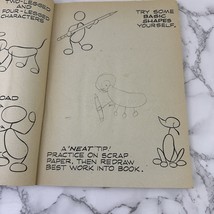 TWO-LEGGED
AND
FOUR-LEGGED
CHARACTERS
TRY SOME
BASIC
SHAPES
YOURSELF.
OAD
A "NEAT" TIP!
PRACTICE ON SCRAP
PAPER, THEN REDRAW
BEST WORK INTO BOOK.